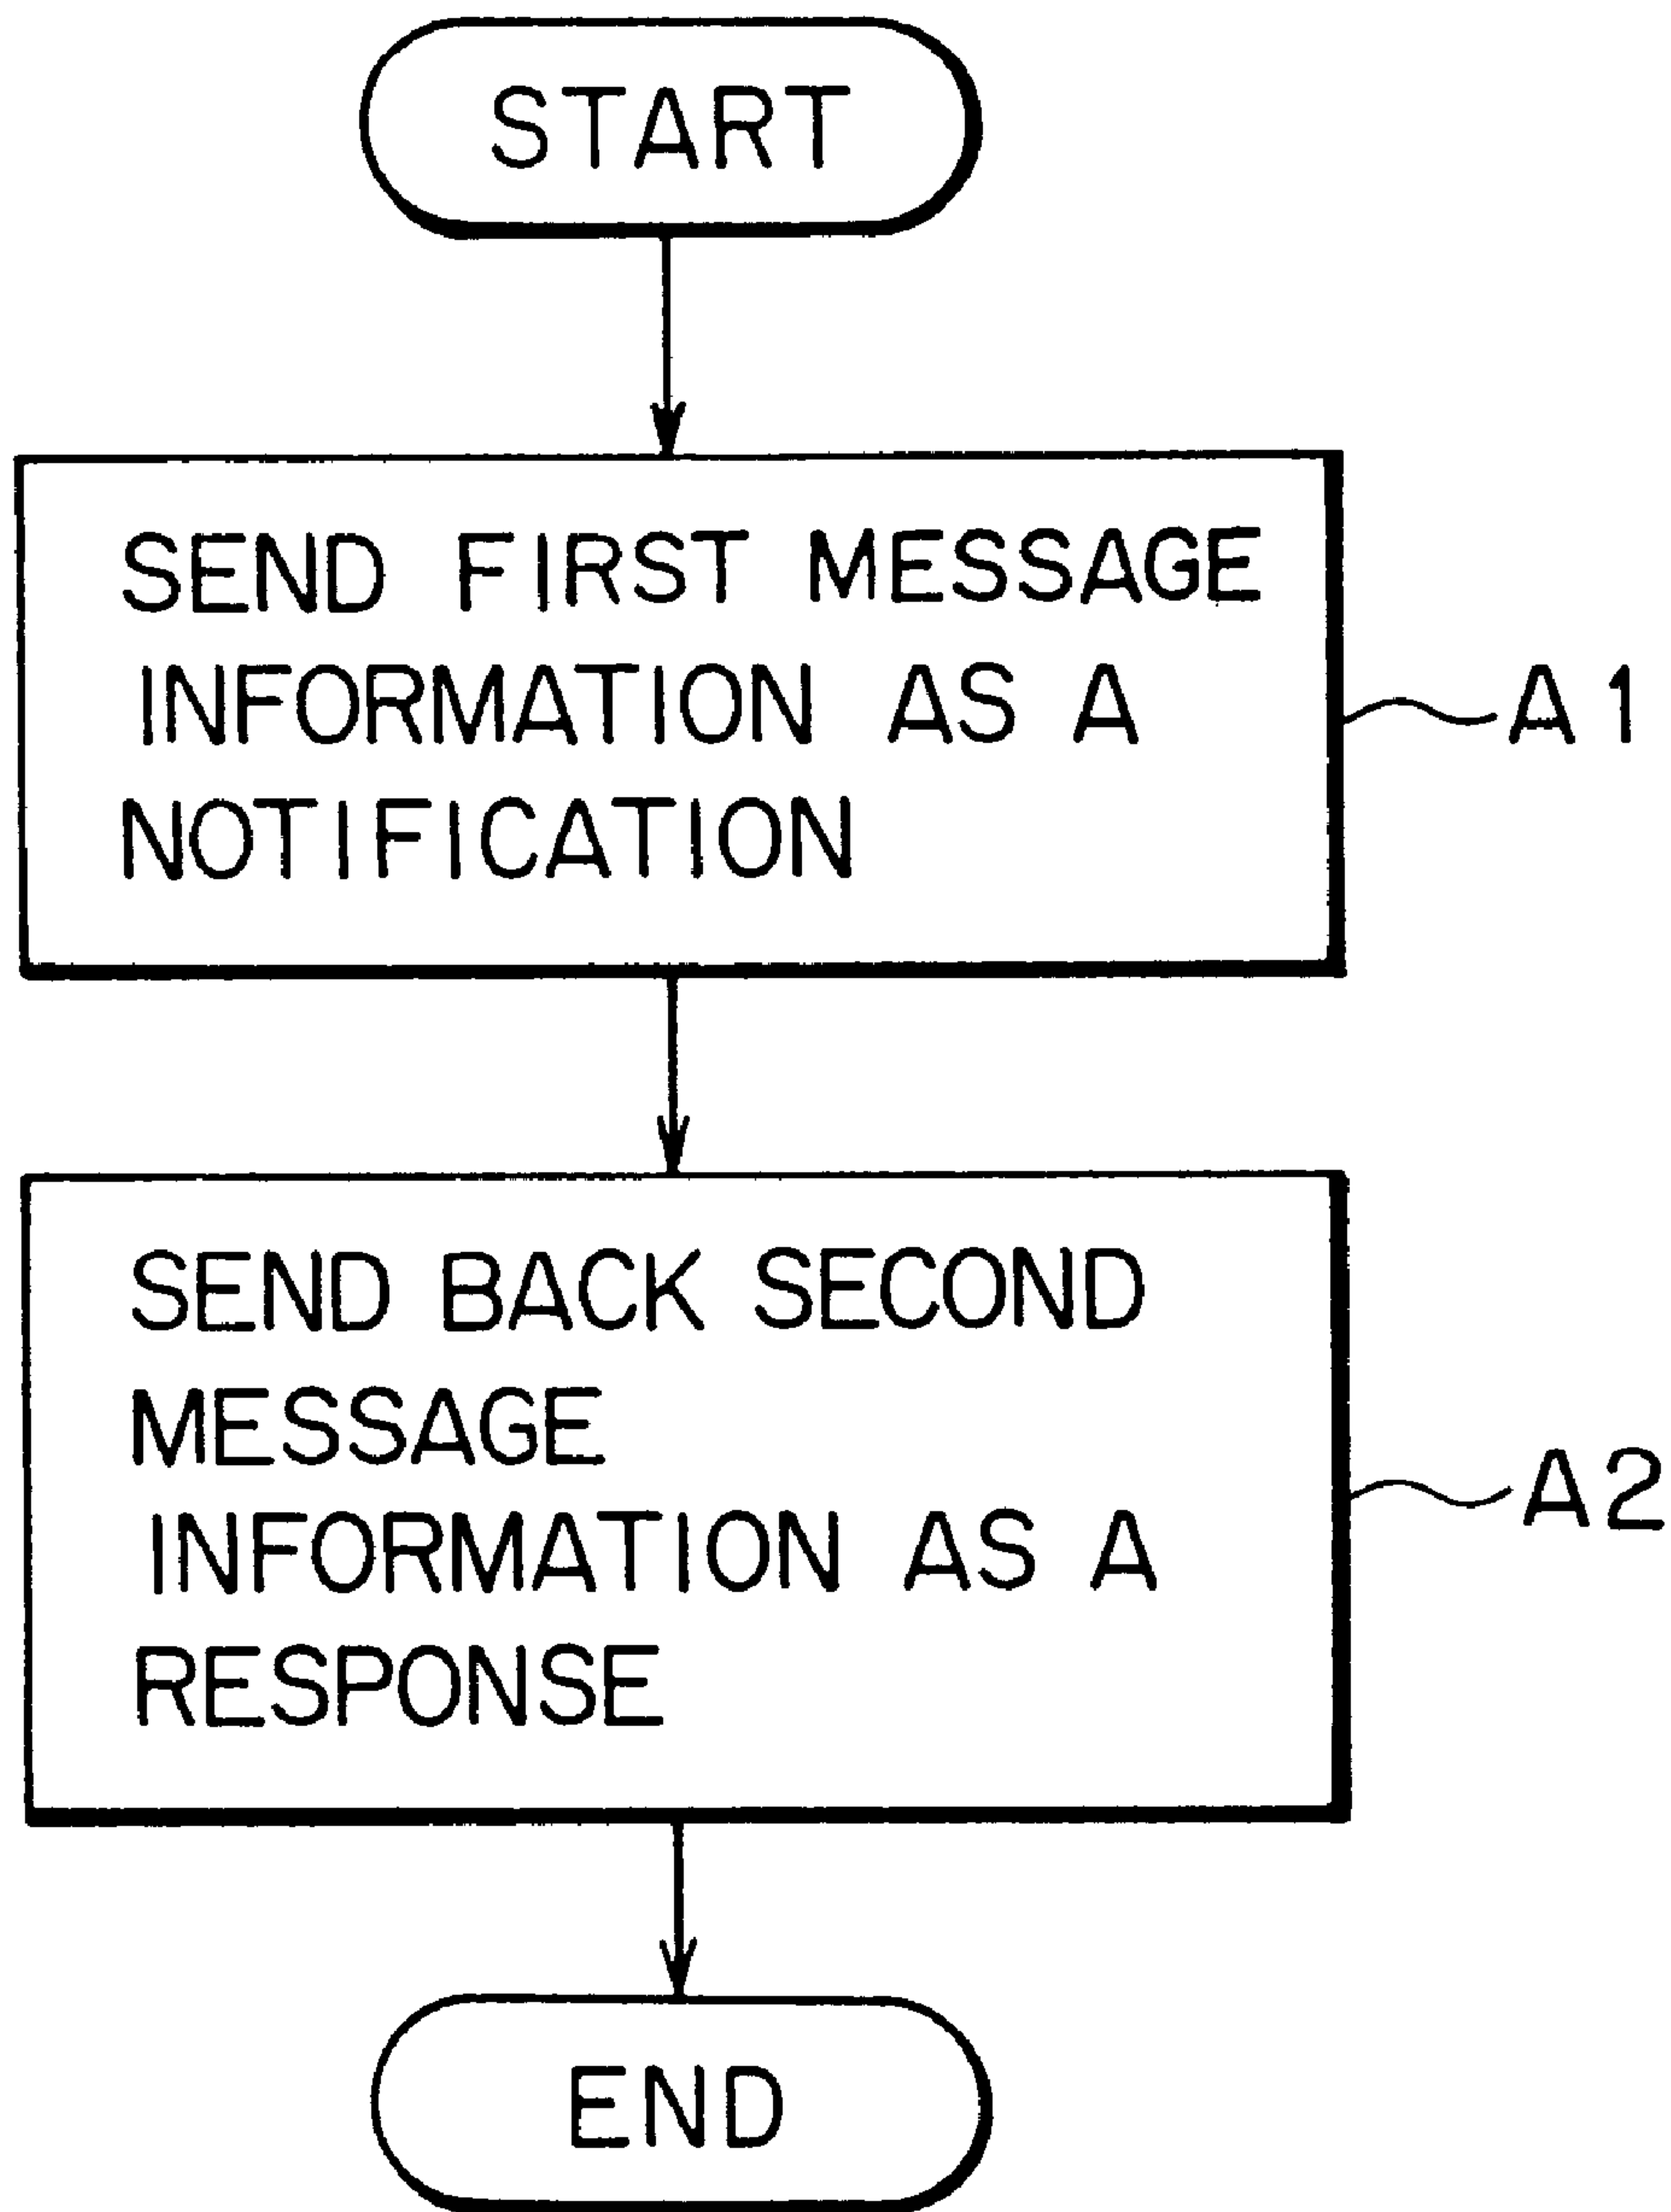 START
SEND FIRST MESSAGE
INFORMATION AS A
NOTIFICATION
A1
SEND BACK SECOND
MESSAGE
INFORMATION AS A
RESPONSE
A2
END